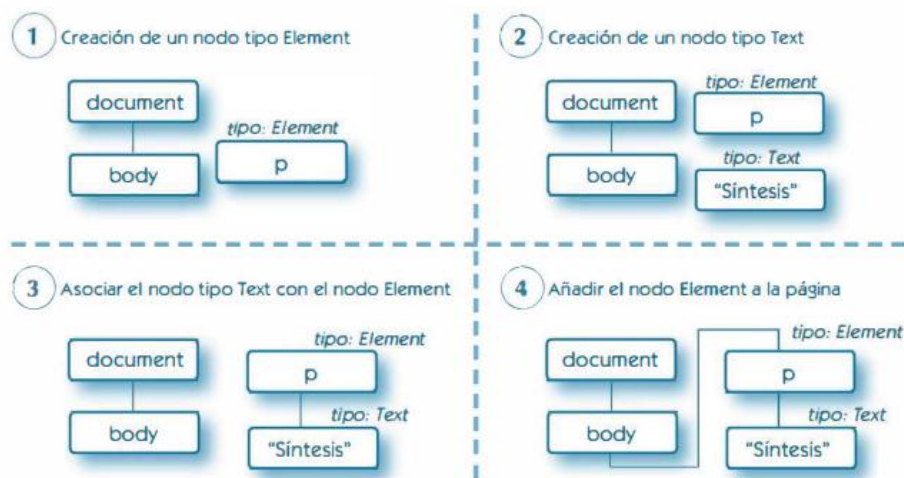 1 Creación de un nodo tipo Element
document
tipo: Element
p
body
2 Creación de un nodo tipo Text
tipo: Element
document
p
tipo: Text
body
"Síntesis"
3 Asociar el nodo tipo Text con el nodo Element
tipo: Element
document
p
tipo: Text
body
"Síntesis"
4 Añadir el nodo Element a la página
tipo: Element
document
p
tipo: Text
body
"Síntesis"